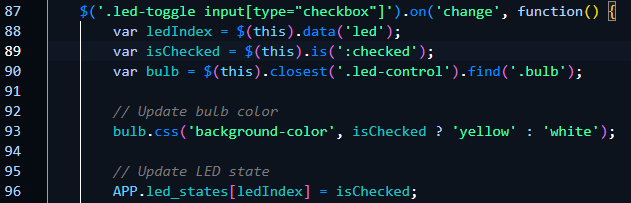 87 $('.led-toggle input[type="checkbox"]').on('change', function() {
88 var ledIndex = $(this).data('led');
89 var isChecked = $(this).is(':checked');
90 var bulb = $(this).closest('.led-control').find('.bulb');
91
92 // Update bulb color
93 bulb.css('background-color', isChecked ? 'yellow' : 'white');
94
95 // Update LED state
96 APP.led_states[ledIndex] = isChecked;